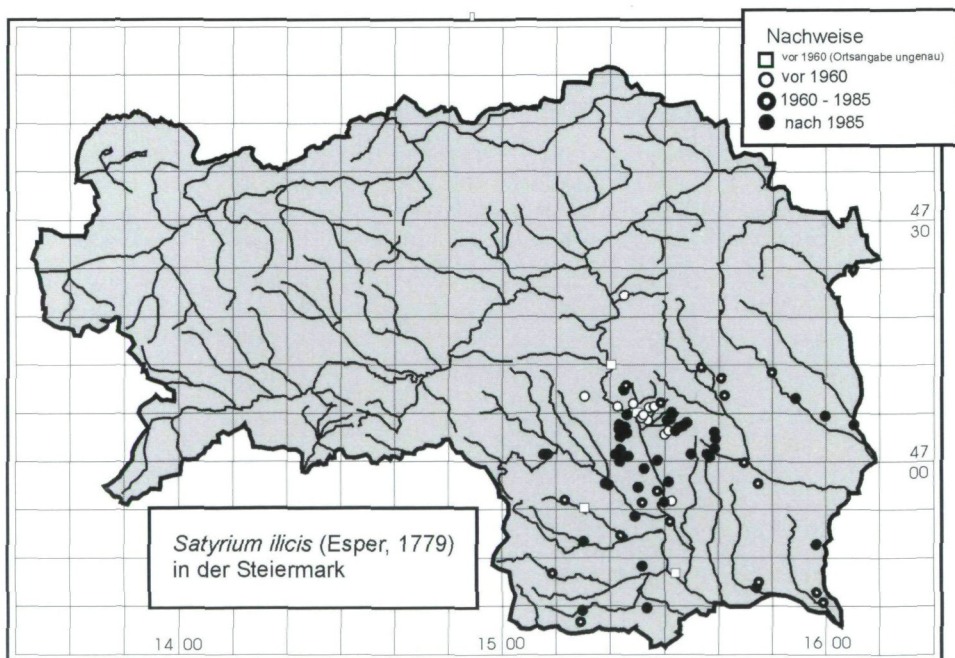 Nachweise
vor 1960 (Ortsangabe ungenau)
vor 1960
1960 - 1985
nach 1985
47
30
47
00
Satyrium ilicis (Esper, 1779)
in der Steiermark
14 00
15 00
16 00